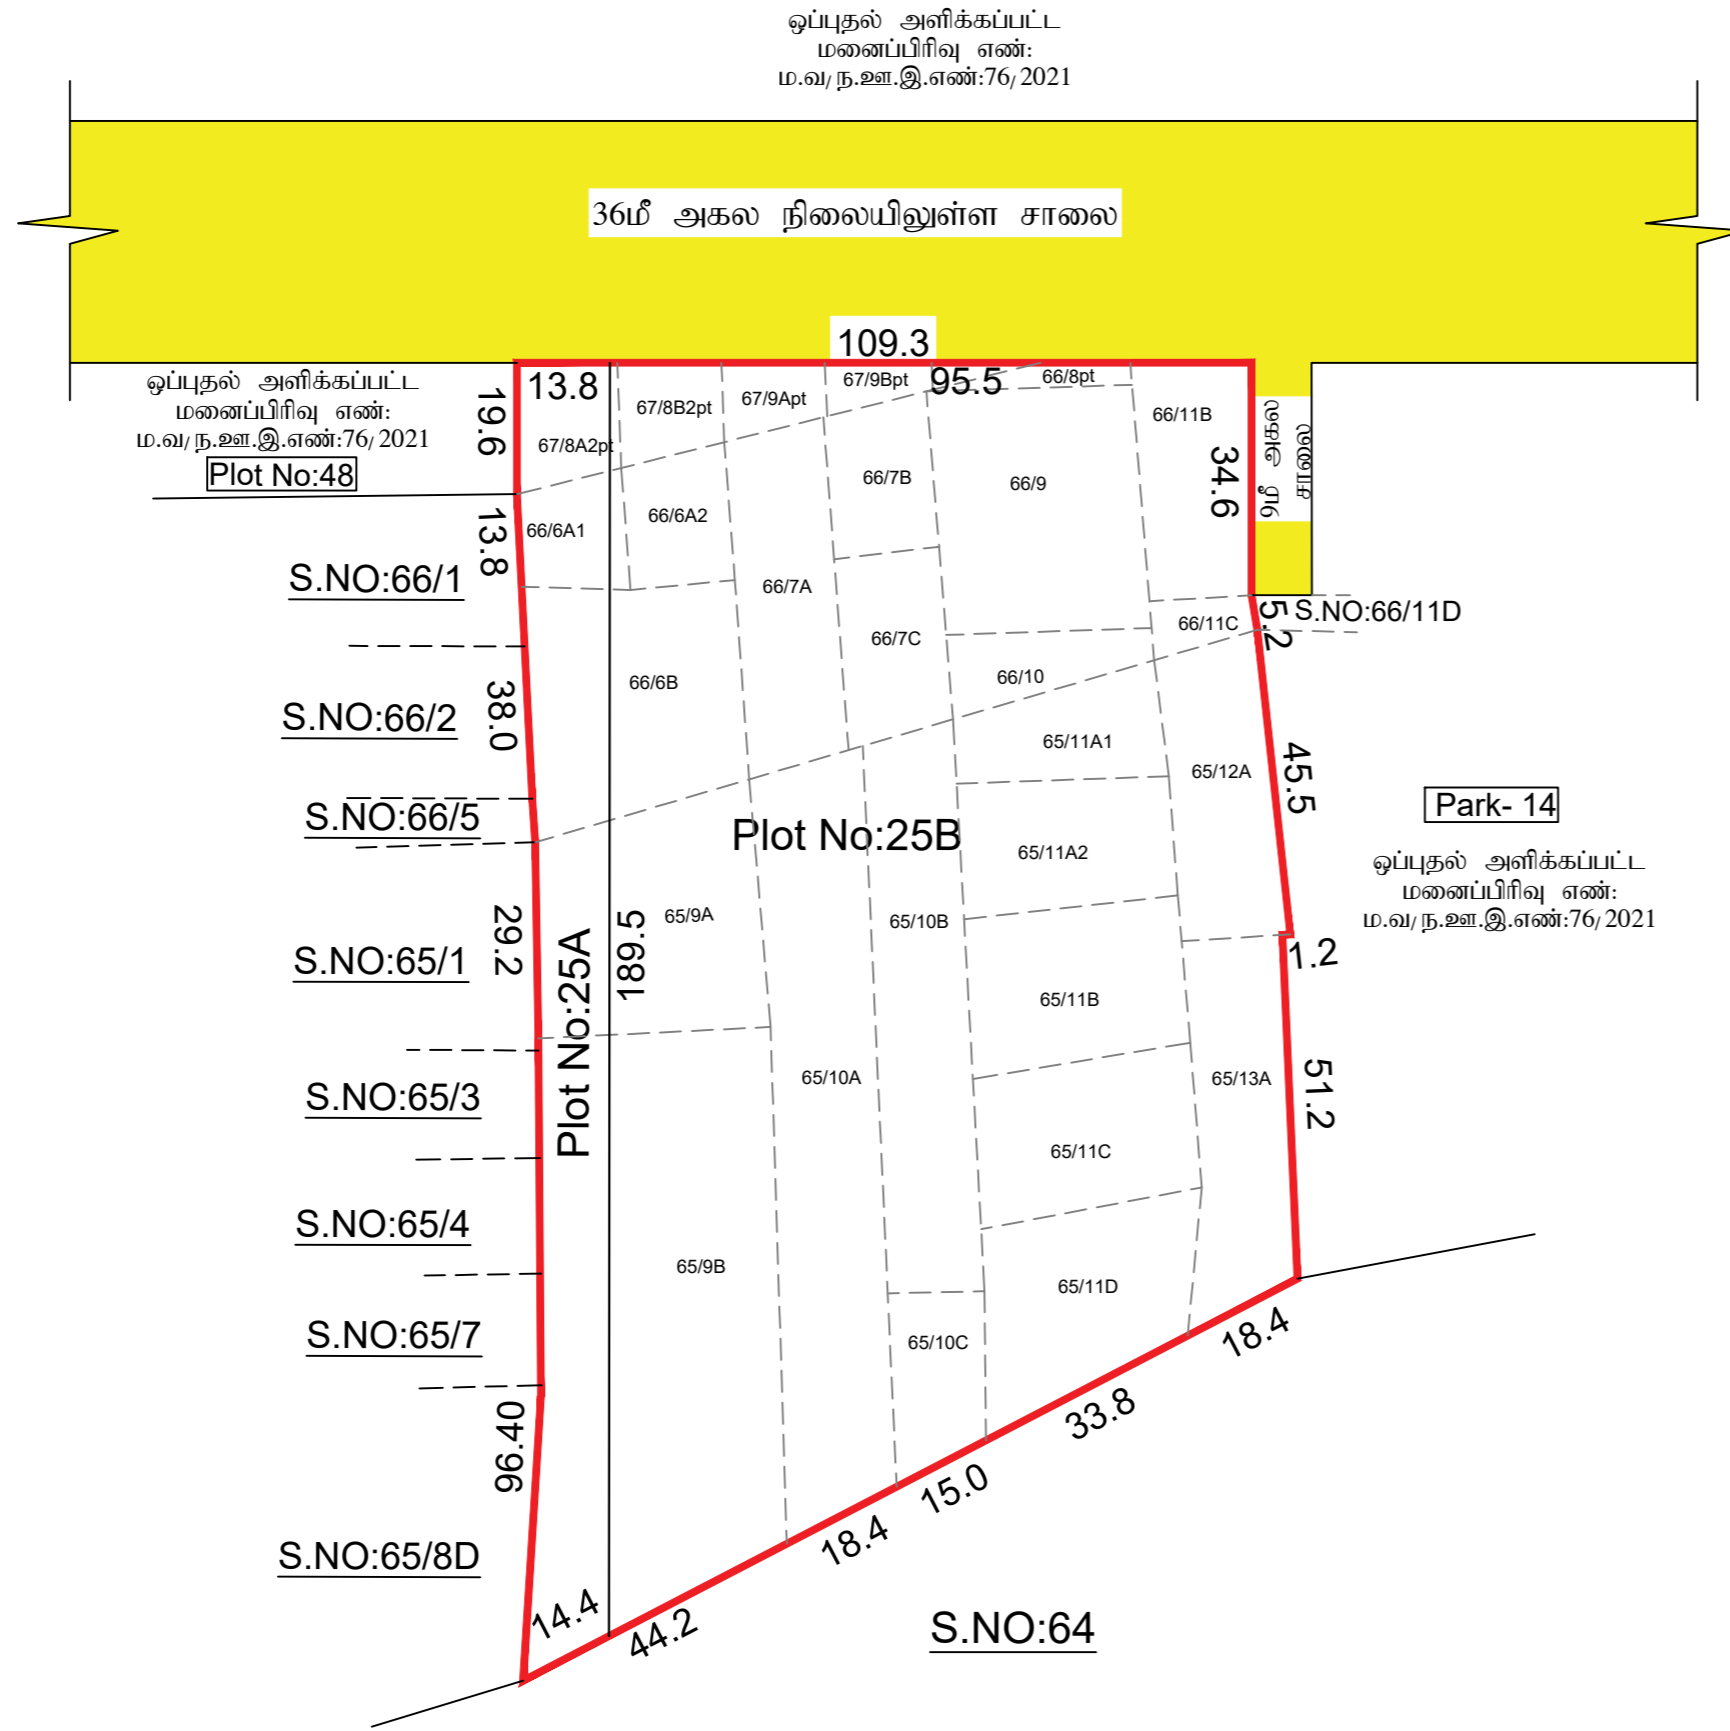 ஒப்புதல் அளிக்கப்பட்ட
மனைப்பிரிவு எண்:
ம.வ/ந.ஊ.இ.எண்:76/2021
36மீ அகல நிலையிலுள்ள சாலை
109.3
ஒப்புதல் அளிக்கப்பட்ட
மனைப்பிரிவு எண்:
ம.வ/ந.ஊ.இ.எண்:76/2021
Plot No:48
19.6
13.8
67/8A2pt
67/8B2pt
67/9Apt
67/9Bpt
95.5
66/8pt
66/11B
34.6
9மீ அகல
சாலை
13.8
66/6A1
66/6A2
66/7B
66/9
S.NO:66/1
66/7A
66/7C
66/11C
5.2
S.NO:66/11D
S.NO:66/2
38.0
66/6B
66/10
65/11A1
65/12A
45.5
S.NO:66/5
Plot No:25B
65/11A2
Park- 14
ஒப்புதல் அளிக்கப்பட்ட
மனைப்பிரிவு எண்:
ம.வ/ந.ஊ.இ.எண்:76/2021
S.NO:65/1
29.2
Plot No:25A
189.5
65/9A
65/10B
65/11B
1.2
S.NO:65/3
65/10A
65/13A
51.2
65/11C
S.NO:65/4
65/9B
65/11D
S.NO:65/7
65/10C
18.4
33.8
96.40
15.0
18.4
S.NO:65/8D
14.4
44.2
S.NO:64